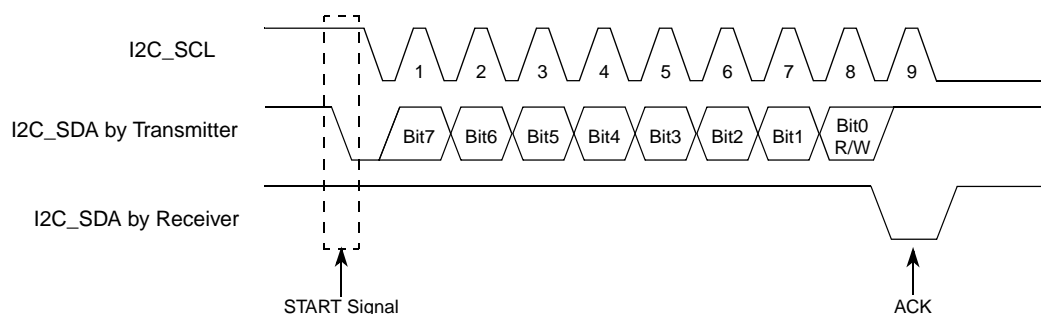 I2C_SCL
1 2 3 4 5 6 7 8 9
I2C_SDA by Transmitter
Bit7 Bit6 Bit5 Bit4 Bit3 Bit2 Bit1 Bit0
R/W
I2C_SDA by Receiver
START Signal ACK